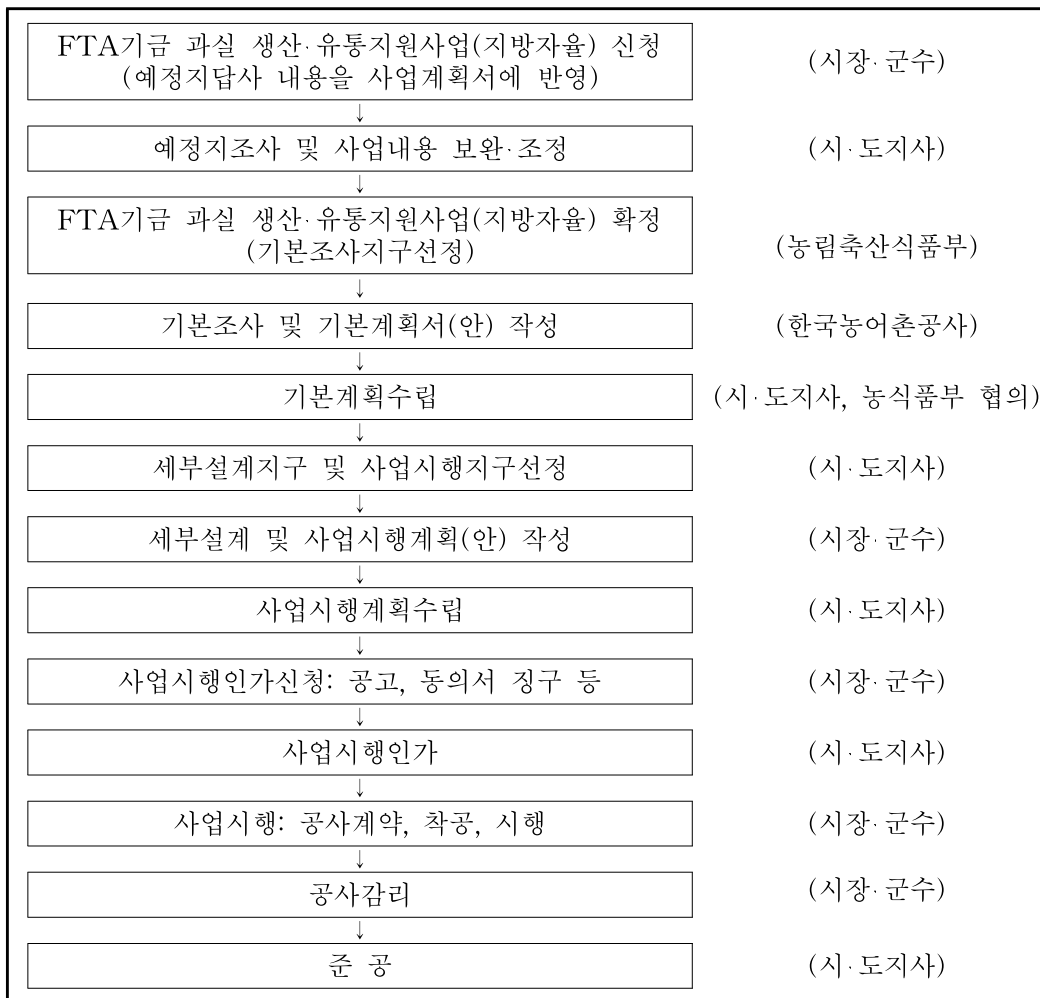 FTA기금 과실 생산·유통지원사업(지방자율) 신청
(예정지답사 내용을 사업계획서에 반영)
(시장·군수)
↓
예정지조사 및 사업내용 보완·조정
(시·도지사)
↓
FTA기금 과실 생산·유통지원사업(지방자율) 확정
(기본조사지구선정)
(농림축산식품부)
↓
기본조사 및 기본계획서(안) 작성
(한국농어촌공사)
↓
기본계획수립
(시·도지사, 농식품부 협의)
↓
세부설계지구 및 사업시행지구선정
(시·도지사)
↓
세부설계 및 사업시행계획(안) 작성
(시장·군수)
↓
사업시행계획수립
(시·도지사)
↓
사업시행인가신청: 공고, 동의서 징구 등
(시장·군수)
↓
사업시행인가
(시·도지사)
↓
사업시행: 공사계약, 착공, 시행
(시장·군수)
↓
공사감리
(시장·군수)
↓
준 공
(시·도지사)